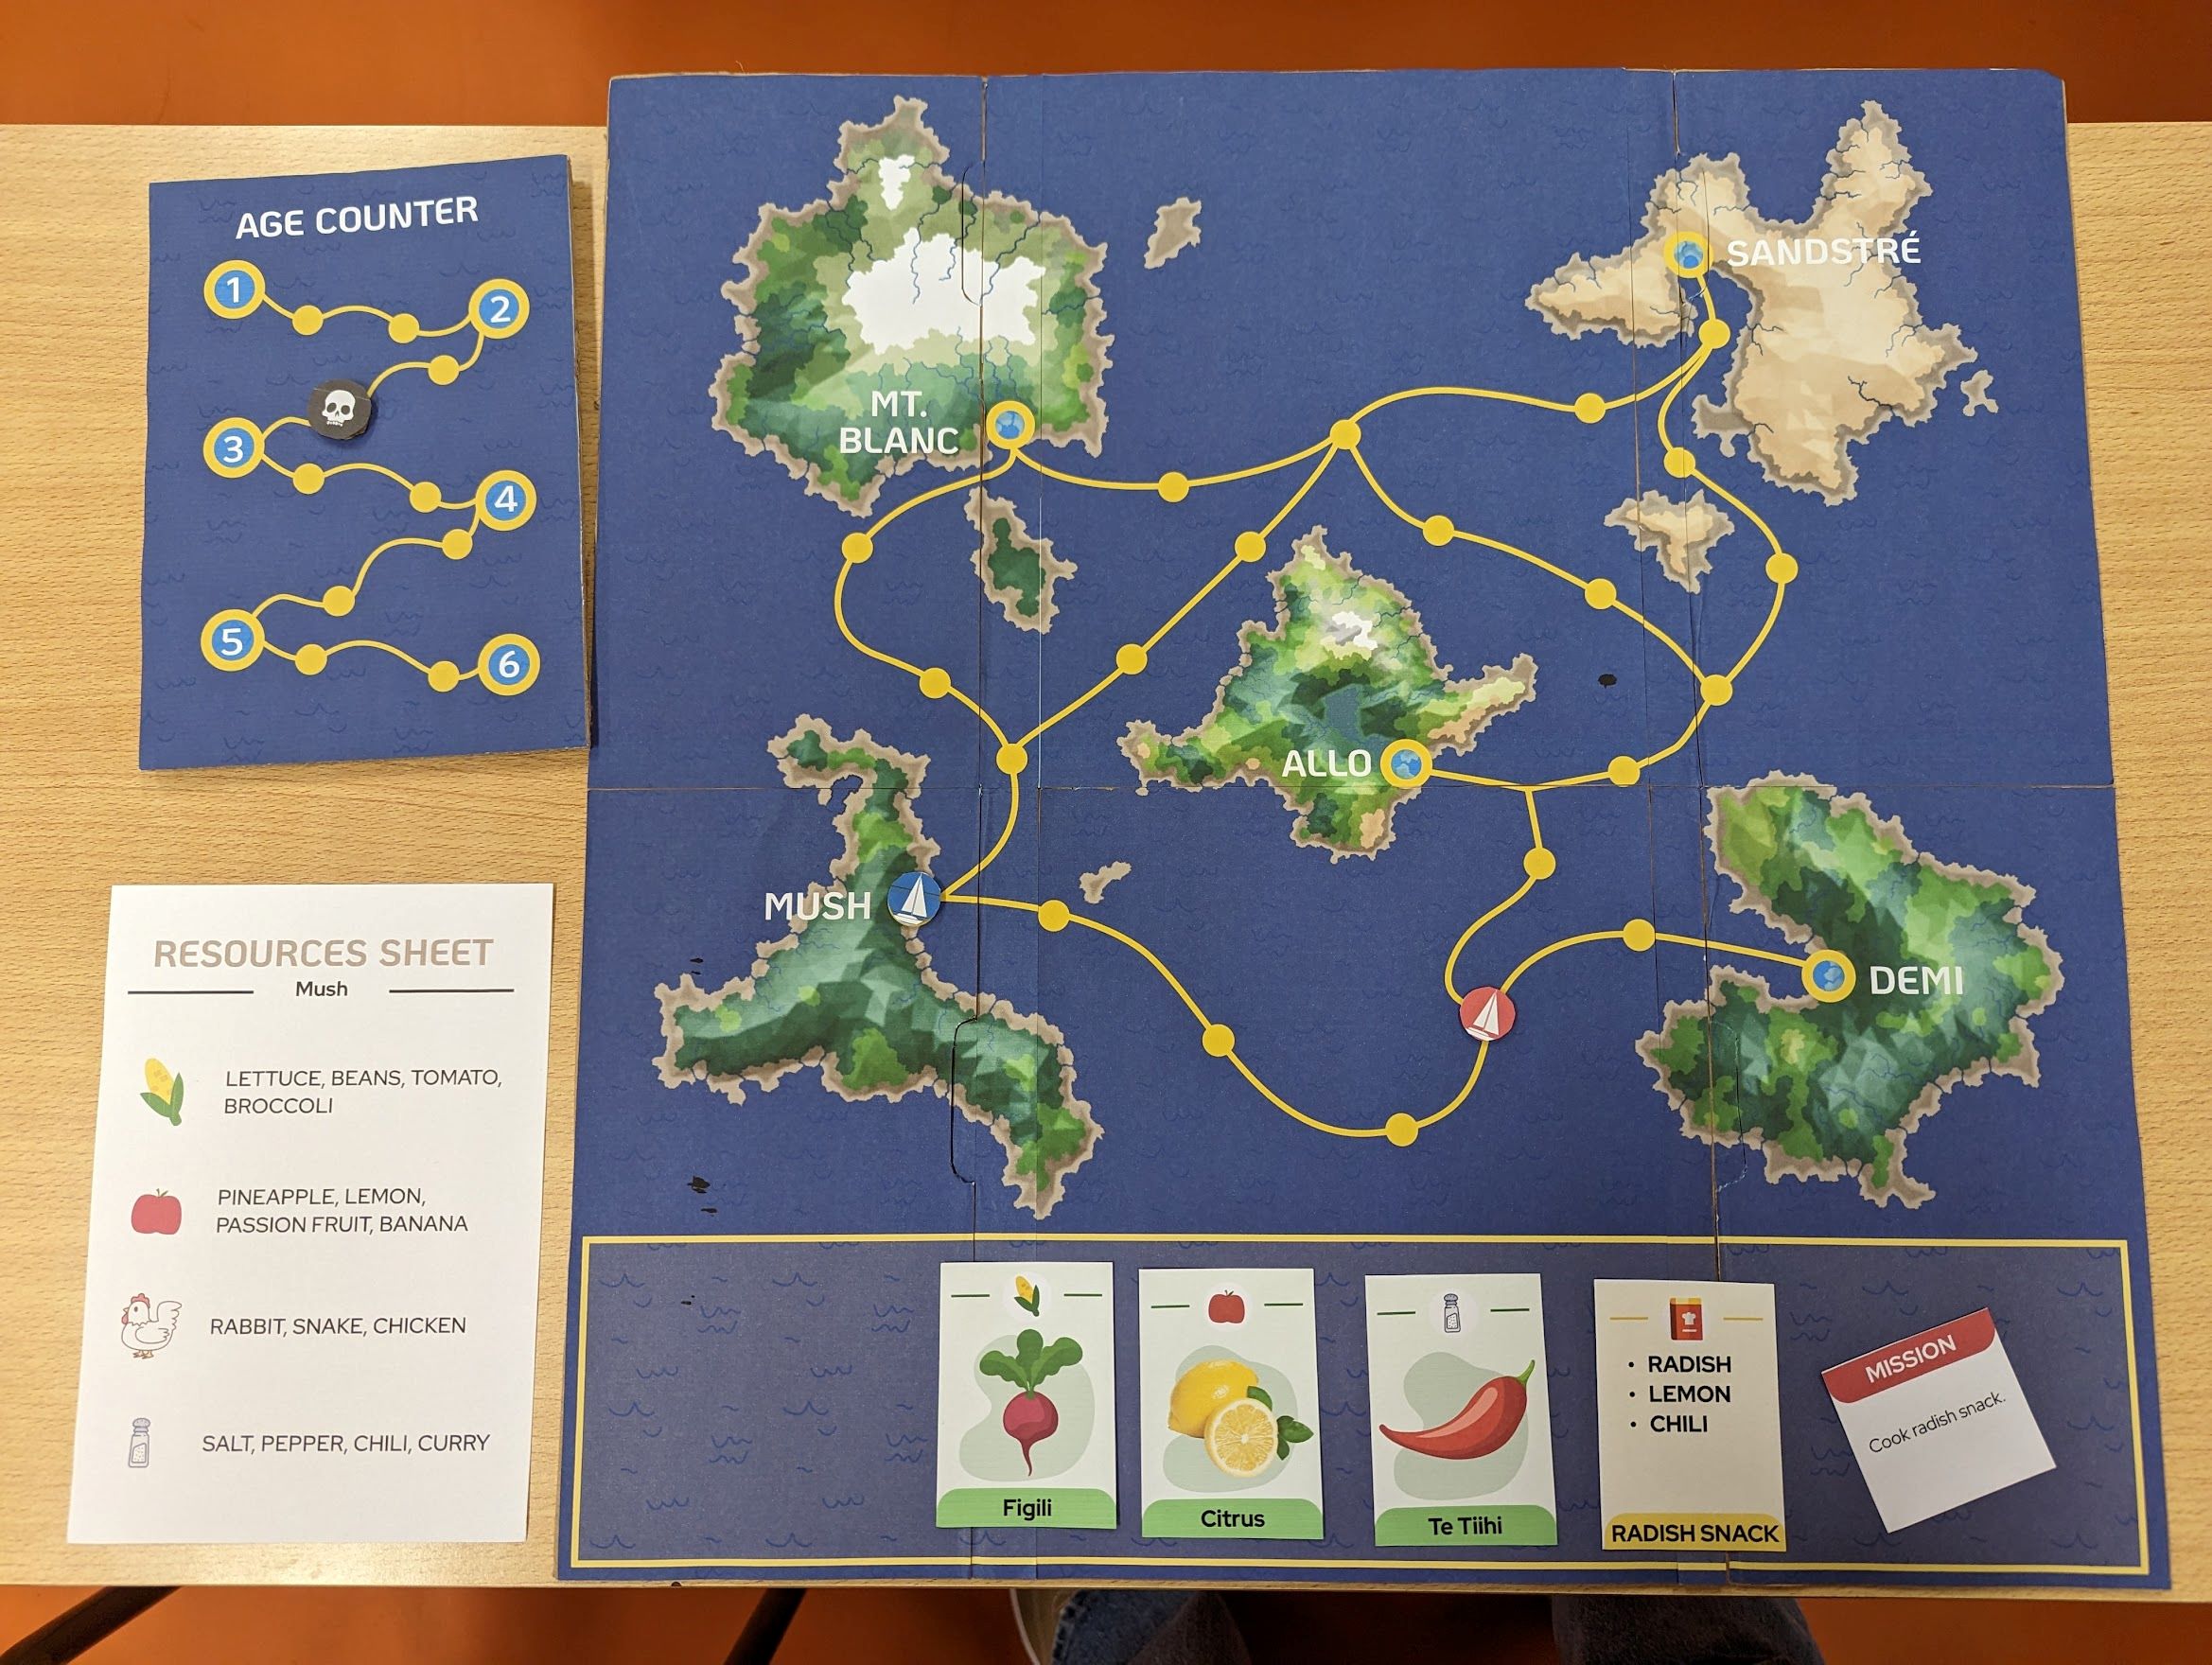 AGE COUNTER
1
2
3
4
5
6
RESOURCES SHEET
Mush
LETTUCE, BEANS, TOMATO,
BROCCOLI
PINEAPPLE, LEMON,
PASSION FRUIT, BANANA
RABBIT, SNAKE, CHICKEN
SALT, PEPPER, CHILI, CURRY
MT.
BLANC
SANDSTRÉ
ALLO
MUSH
DEMI
Figili
Citrus
Te Tiihi
• RADISH
• LEMON
• CHILI
RADISH SNACK
MISSION
Cook radish snack.